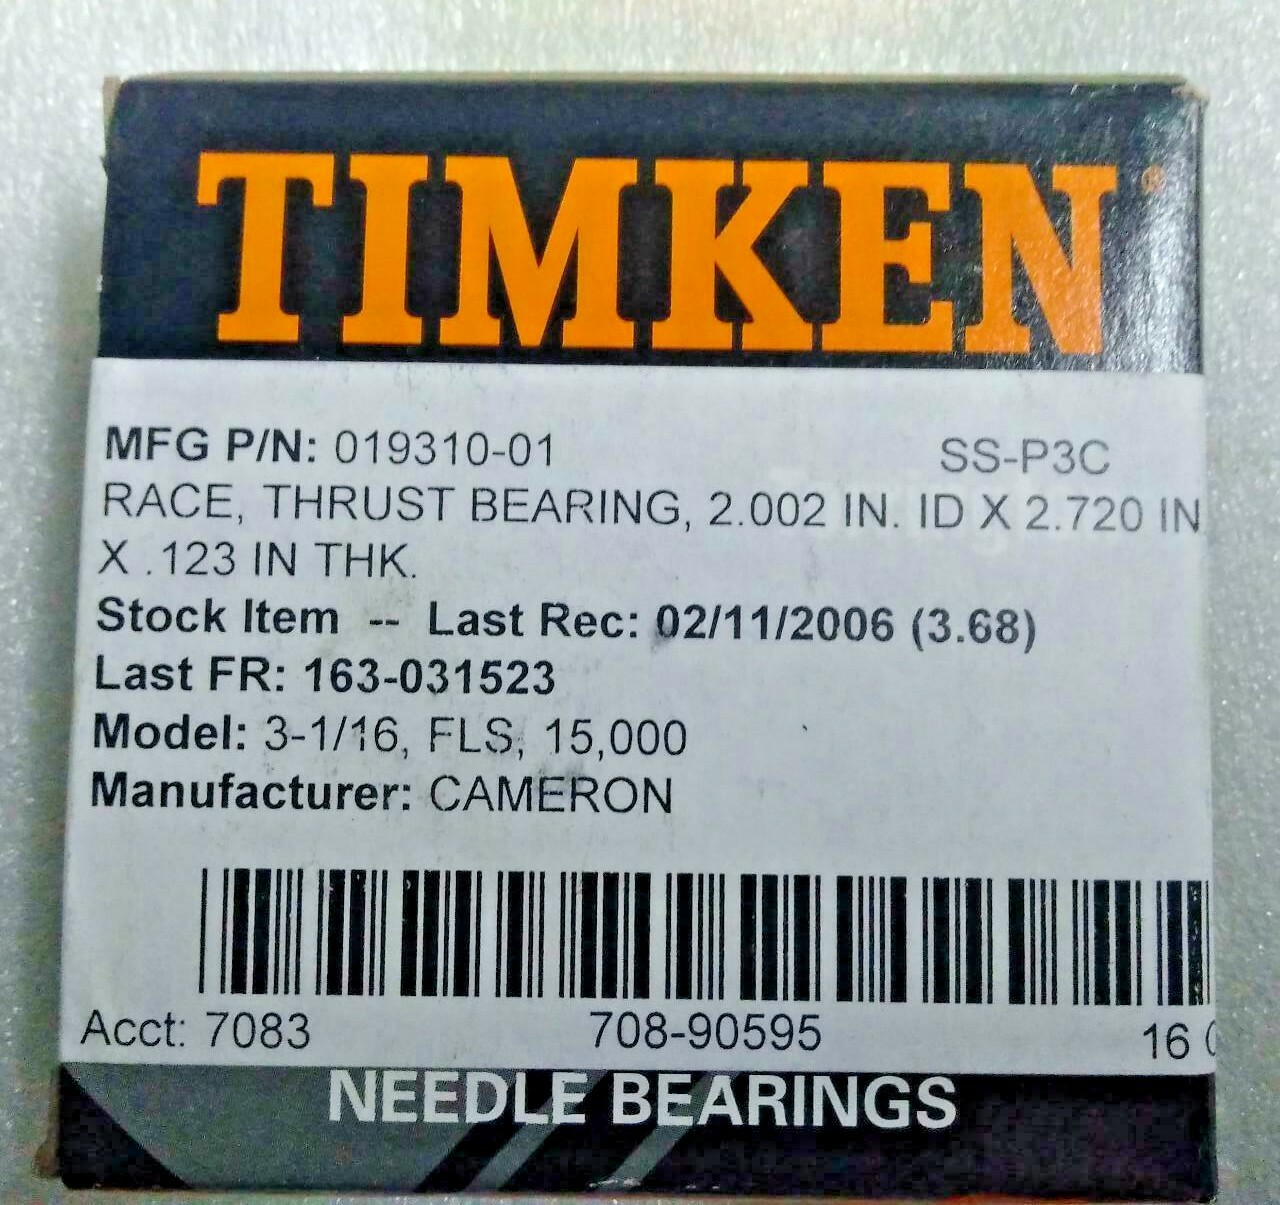 TIMKEN®
MFG P/N: 019310-01 SS-P3C
RACE, THRUST BEARING, 2.002 IN. ID X 2.720 IN
X .123 IN THK.
Stock Item -- Last Rec: 02/11/2006 (3.68)
Last FR: 163-031523
Model: 3-1/16, FLS, 15,000
Manufacturer: CAMERON
Acct: 7083 708-90595 16
NEEDLE BEARINGS